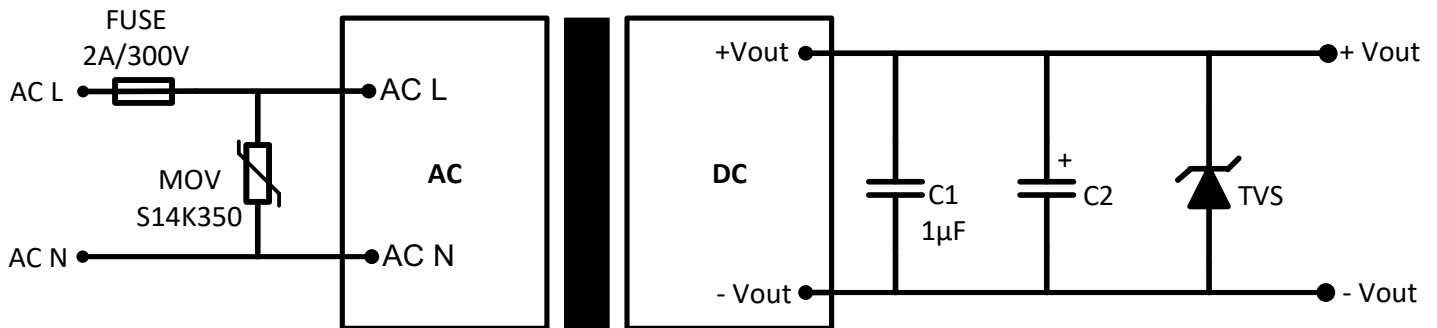 FUSE
2A/300V
AC L
AC L
MOV
S14K350
AC N
AC N
AC
DC
+Vout
- Vout
C1
1µF
+
C2
TVS
+ Vout
- Vout